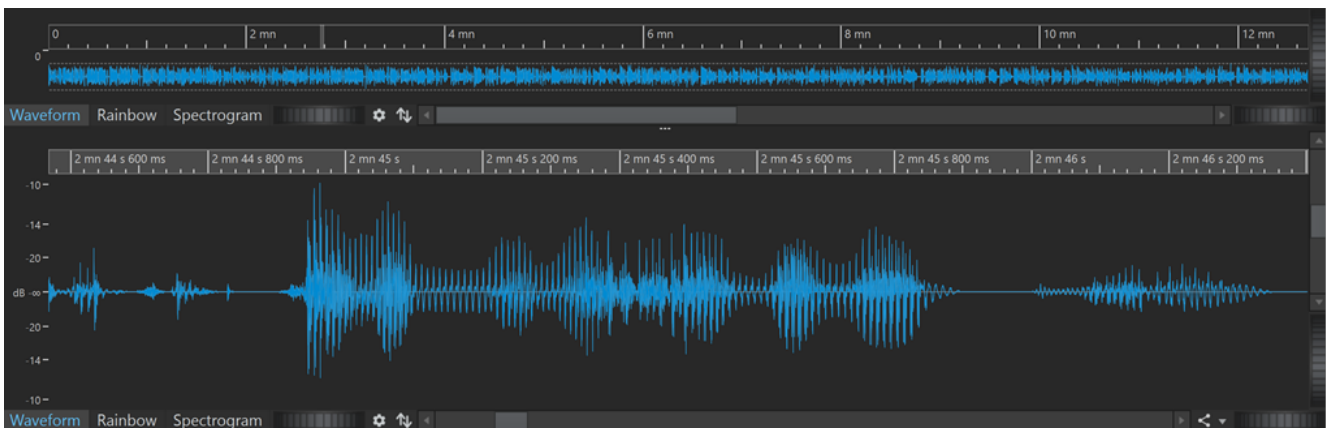 0 2 mn 4 mn 6 mn 8 mn 10 mn 12 mn
0
Waveform Rainbow Spectrogram
2 mn 44 s 600 ms 2 mn 44 s 800 ms 2 mn 45 s 2 mn 45 s 200 ms 2 mn 45 s 400 ms 2 mn 45 s 600 ms 2 mn 45 s 800 ms 2 mn 46 s 2 mn 46 s 200 ms
-10
-14
-20
dB -∞
-20
-14
-10
Waveform Rainbow Spectrogram